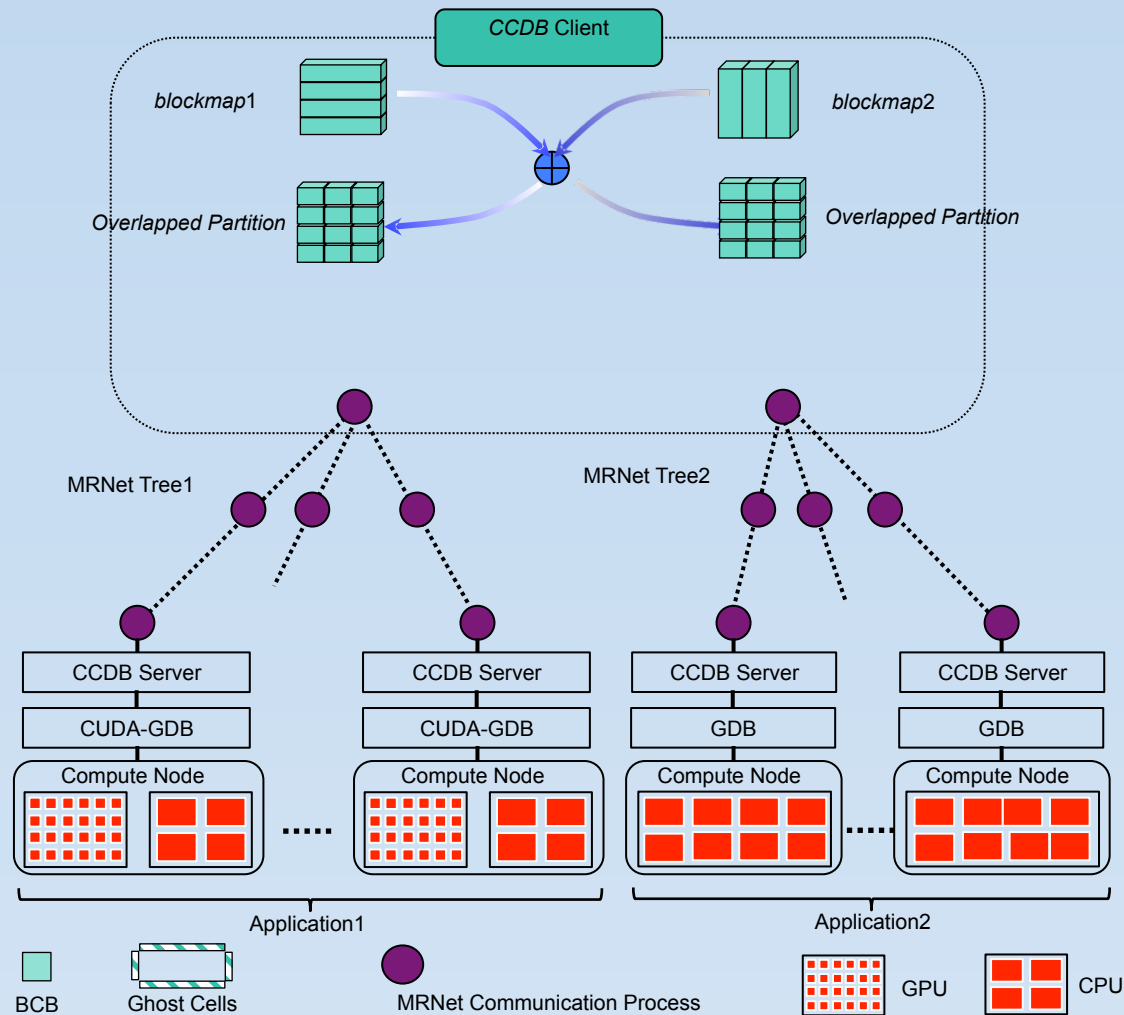 CCDB Client
blockmap1
blockmap2
Overlapped Partition
Overlapped Partition
MRNet Tree1
MRNet Tree2
CCDB Server
CCDB Server
CCDB Server
CCDB Server
CUDA-GDB
CUDA-GDB
GDB
GDB
Compute Node
Compute Node
Compute Node
Compute Node
Application1
Application2
BCB
Ghost Cells
MRNet Communication Process
GPU
CPU